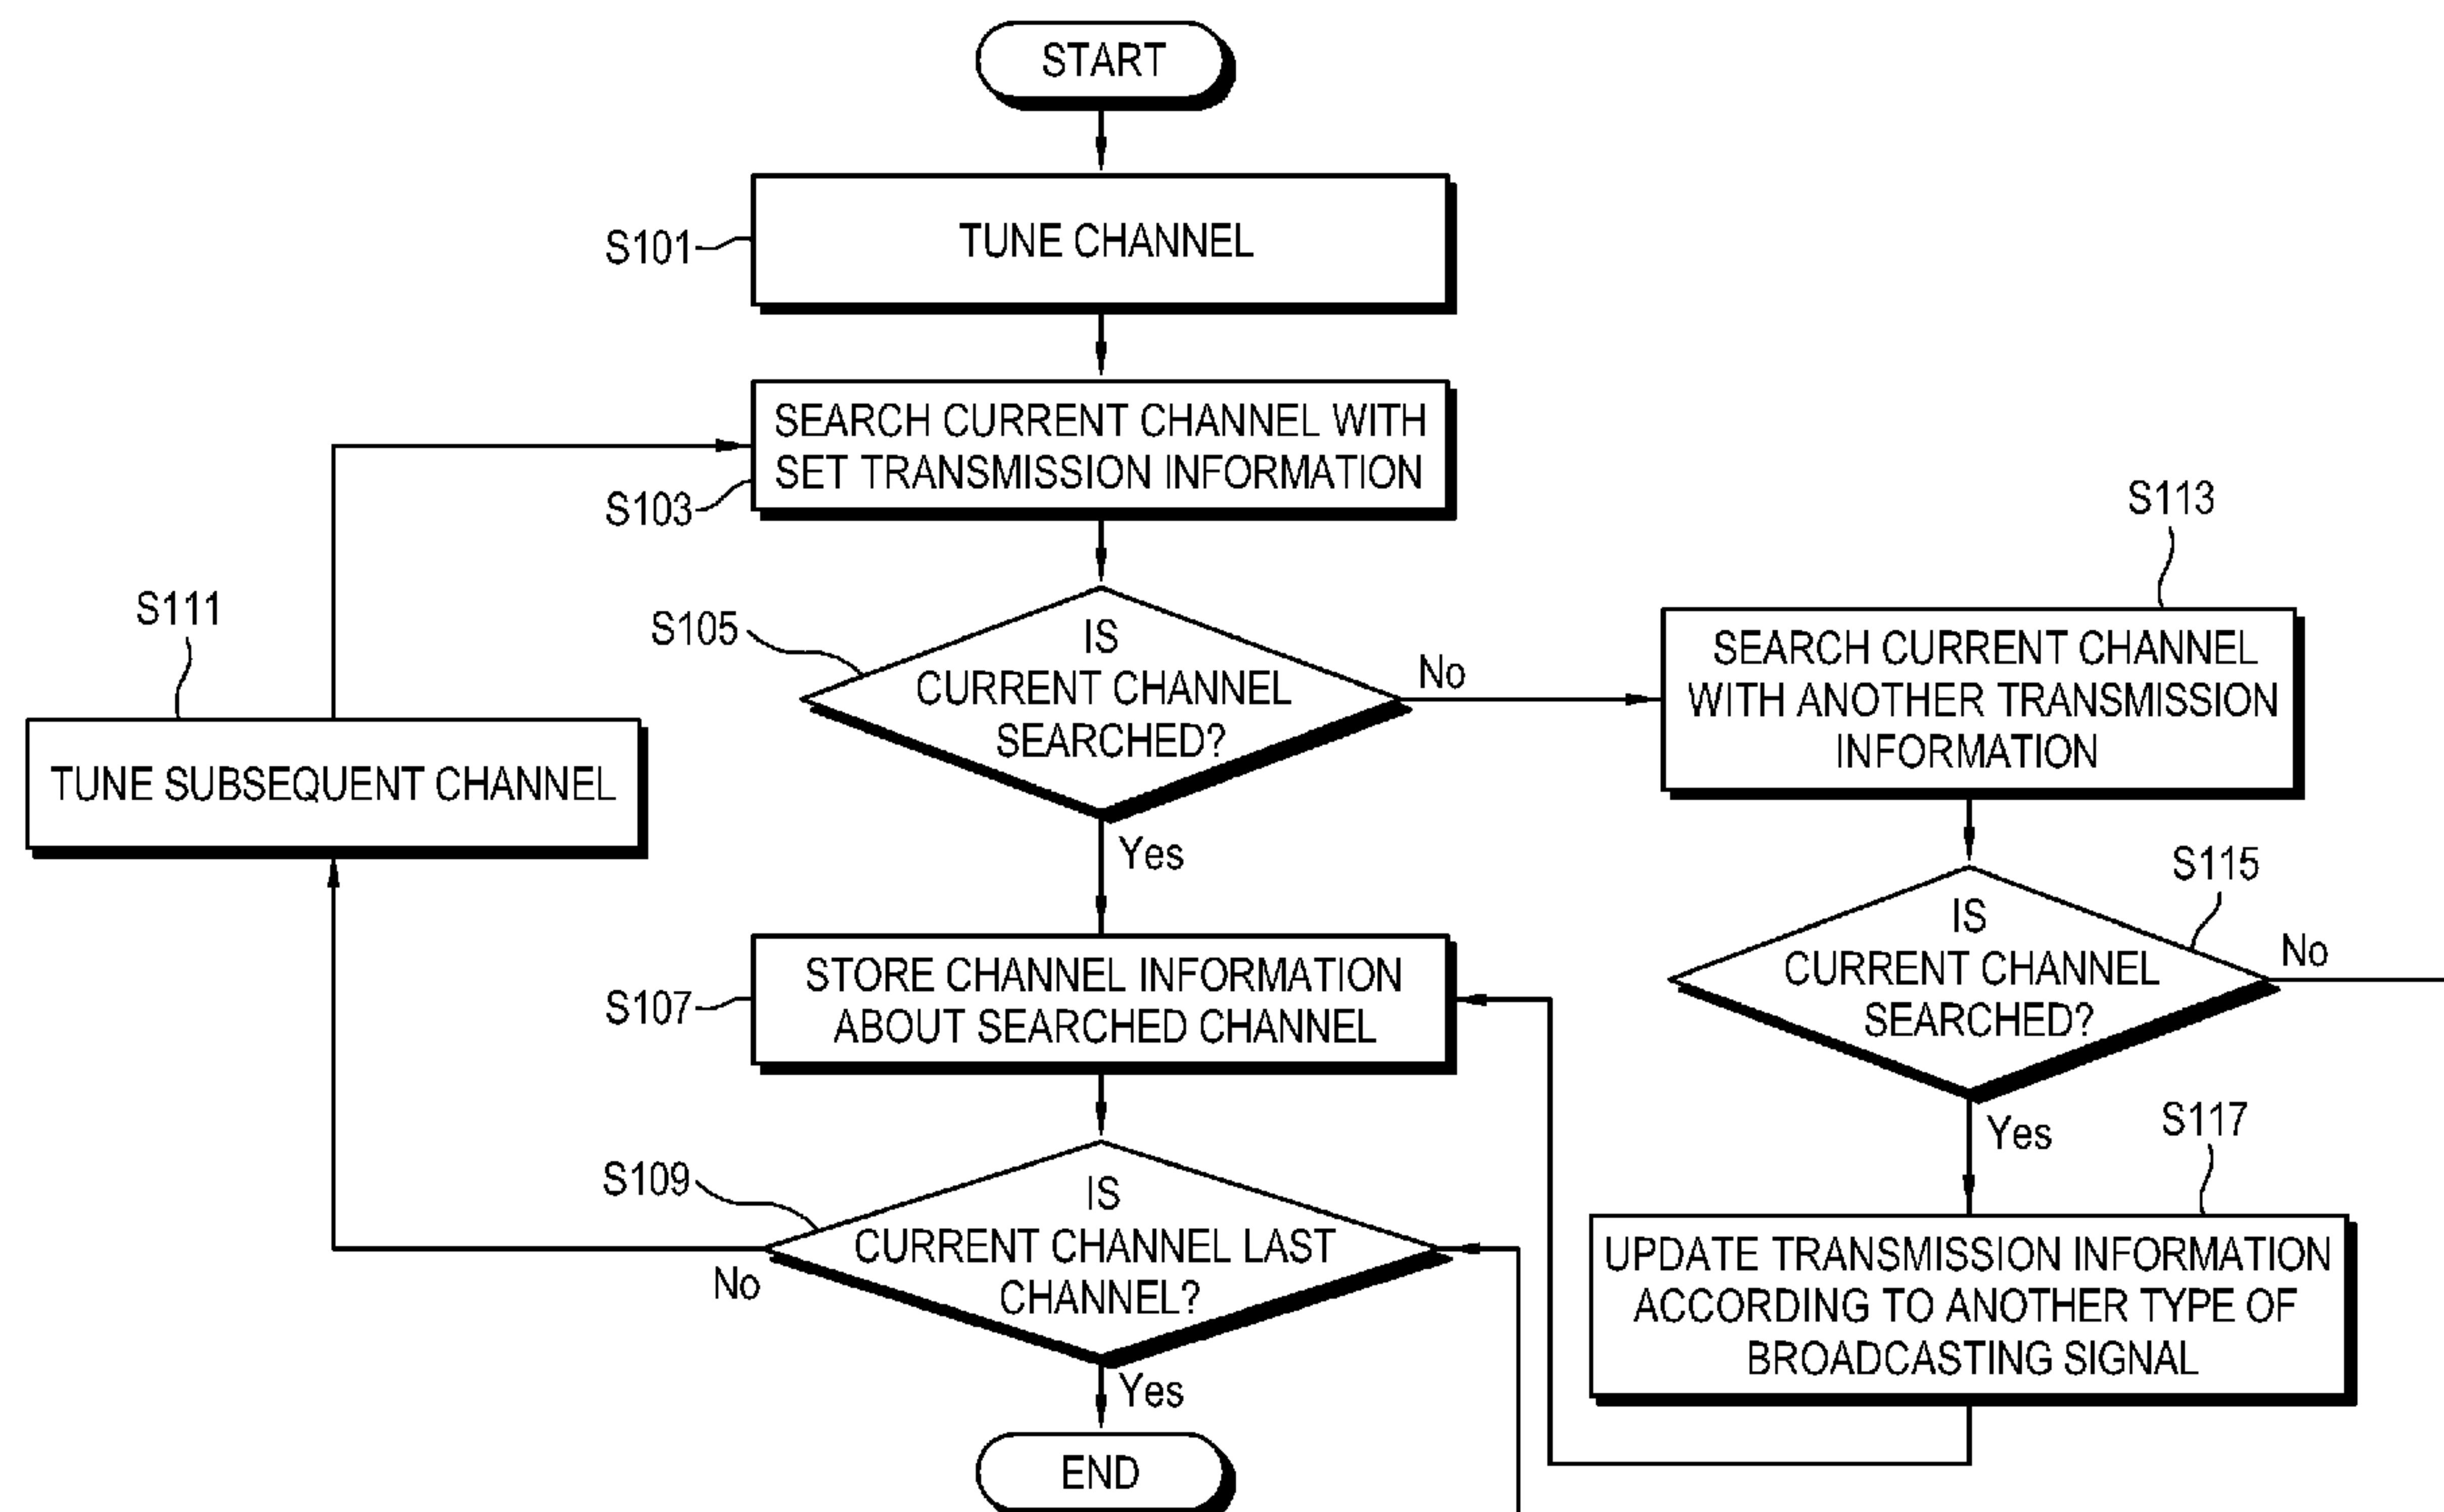 START
S101
TUNE CHANNEL
S103
SEARCH CURRENT CHANNEL WITH
SET TRANSMISSION INFORMATION
S105
IS
CURRENT CHANNEL
SEARCHED?
No
Yes
S107
STORE CHANNEL INFORMATION
ABOUT SEARCHED CHANNEL
S109
IS
CURRENT CHANNEL LAST
CHANNEL?
No
Yes
END
S111
TUNE SUBSEQUENT CHANNEL
S113
SEARCH CURRENT CHANNEL
WITH ANOTHER TRANSMISSION
INFORMATION
S115
IS
CURRENT CHANNEL
SEARCHED?
No
Yes
S117
UPDATE TRANSMISSION INFORMATION
ACCORDING TO ANOTHER TYPE OF
BROADCASTING SIGNAL